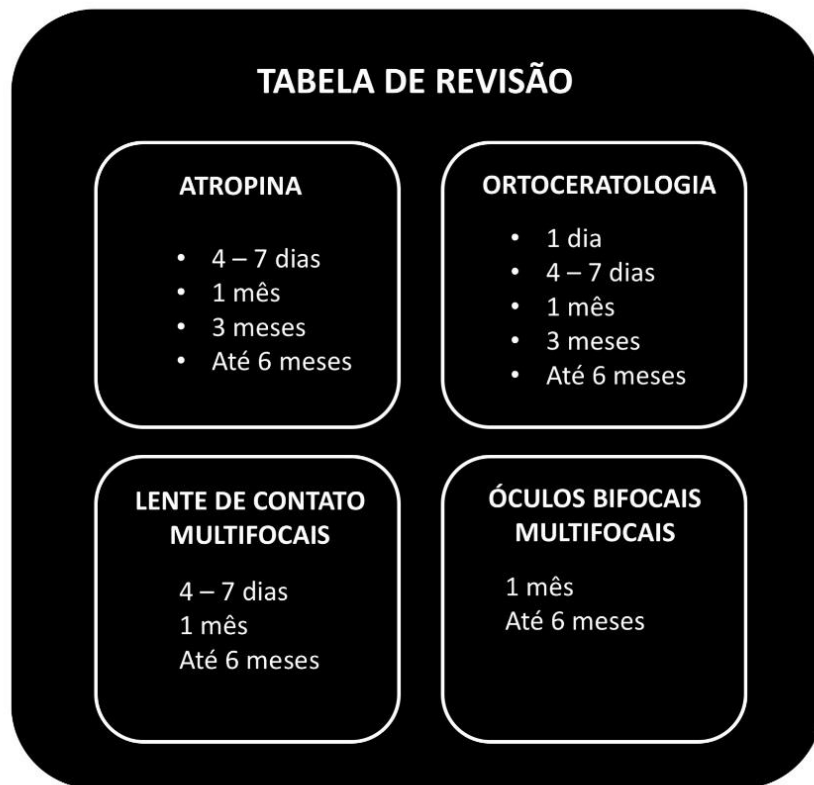 TABELA DE REVISÃO
ATROPINA
• 4 – 7 dias
• 1 mês
• 3 meses
• Até 6 meses
ORTOCERATOLOGIA
• 1 dia
• 4 – 7 dias
• 1 mês
• 3 meses
• Até 6 meses
LENTE DE CONTATO
MULTIFOCAIS
4 – 7 dias
1 mês
Até 6 meses
ÓCULOS BIFOCAIS
MULTIFOCAIS
1 mês
Até 6 meses